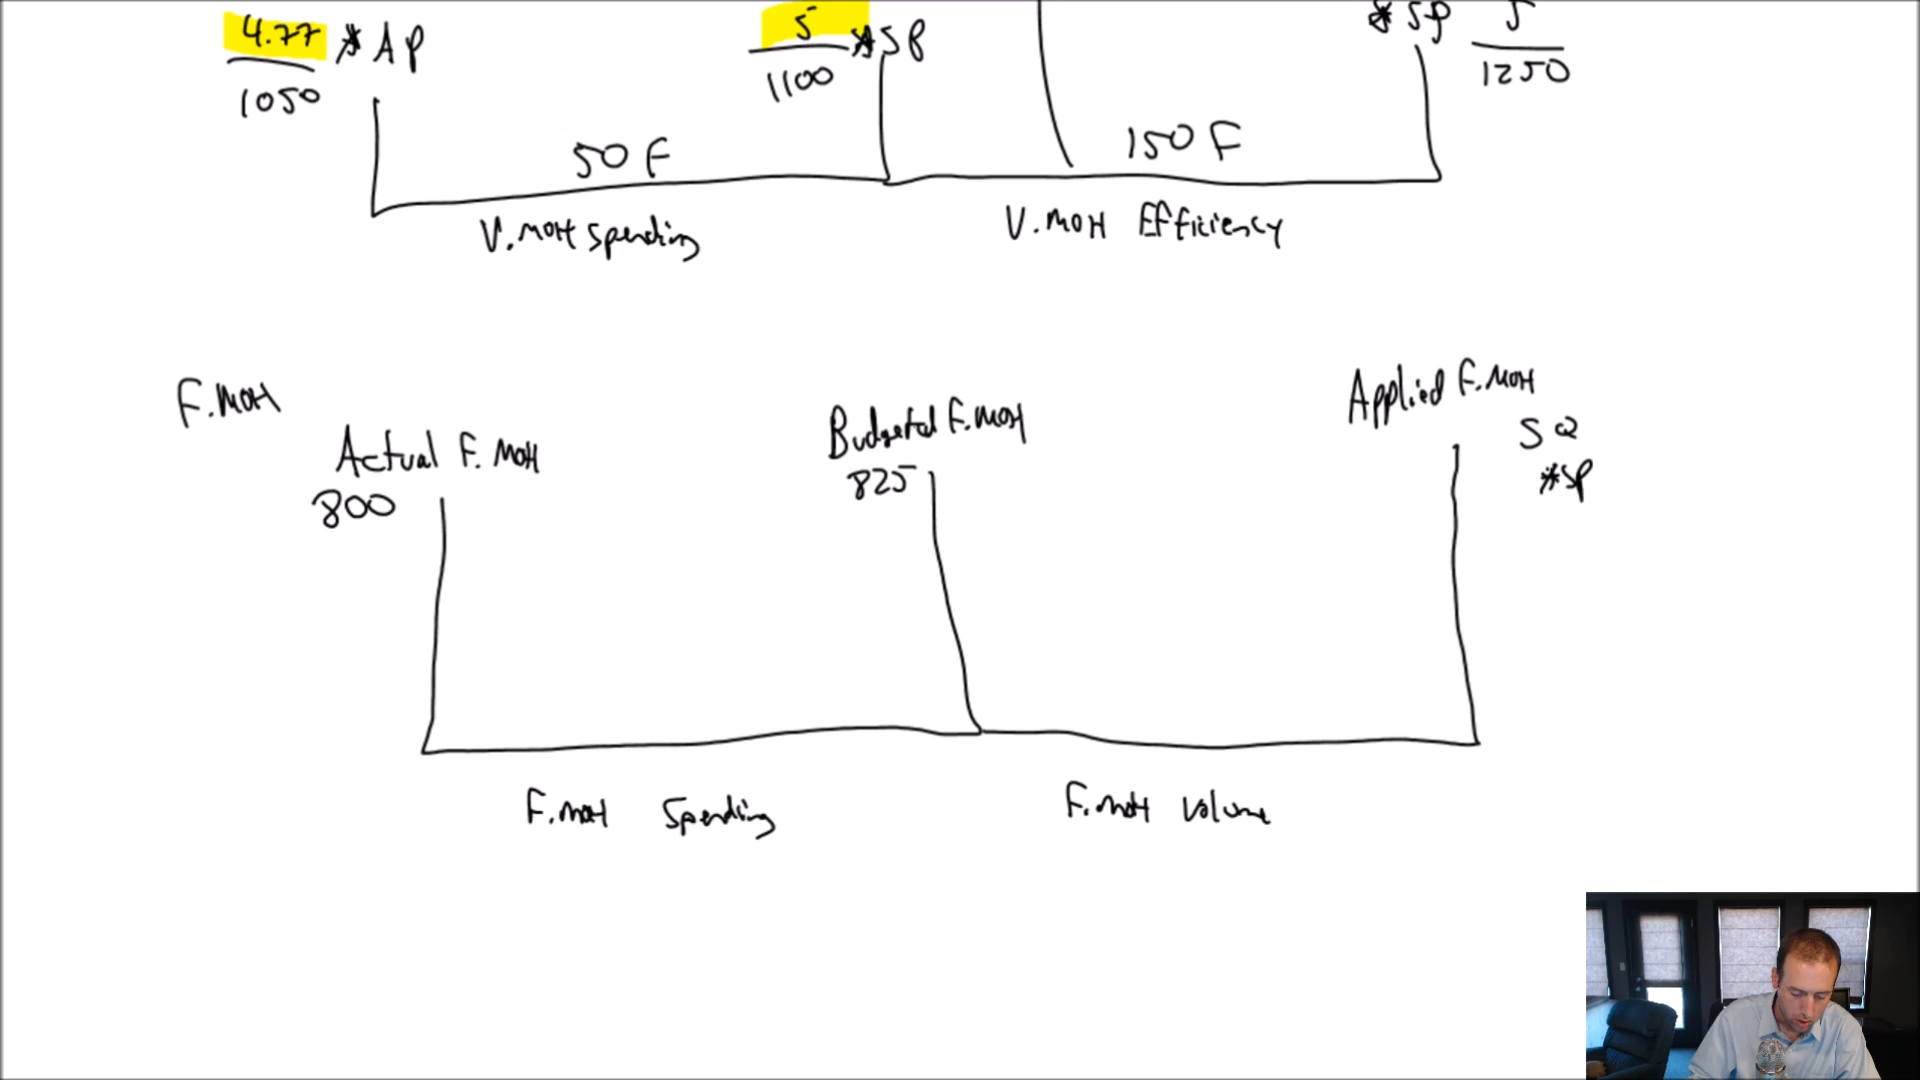 4.77 * AP
1050
5 * SP
1100
* SP 5
1250
50 F
150 F
V.MOH spending
V.MOH Efficiency
F.MOH
Actual F.MOH
800
Budgeted F.MOH
825
Applied F.MOH
SQ
*SP
F.MOH Spending
F.MOH Volume